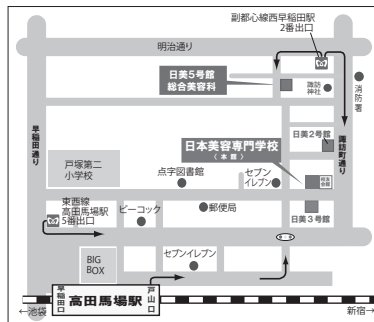 副都心線西早稲田駅
2番出口
明治通り
日美5号館
総合美容科
諏訪
神社
消防署
早稲田通り
日美2号館
諏訪町通り
日本美容専門学校
〈本館〉
戸塚第二
小学校
点字図書館
セブン
イレブン
東西線
高田馬場駅
5番出口
ピーコック
郵便局
日美3号館
セブンイレブン
BIG
BOX
早稲田口
高田馬場駅
戸山口
←池袋
新宿→